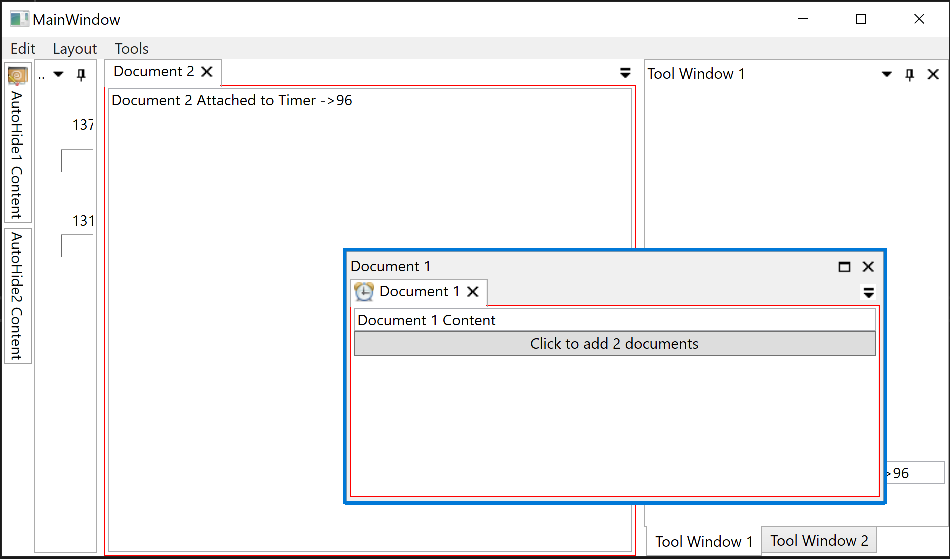 MainWindow
Edit Layout Tools
AutoHide1 Content
AutoHide2 Content
..
137
131
Document 2
Document 2 Attached to Timer ->96
Tool Window 1
Document 1
Document 1
Document 1 Content
Click to add 2 documents
>96
Tool Window 1 Tool Window 2